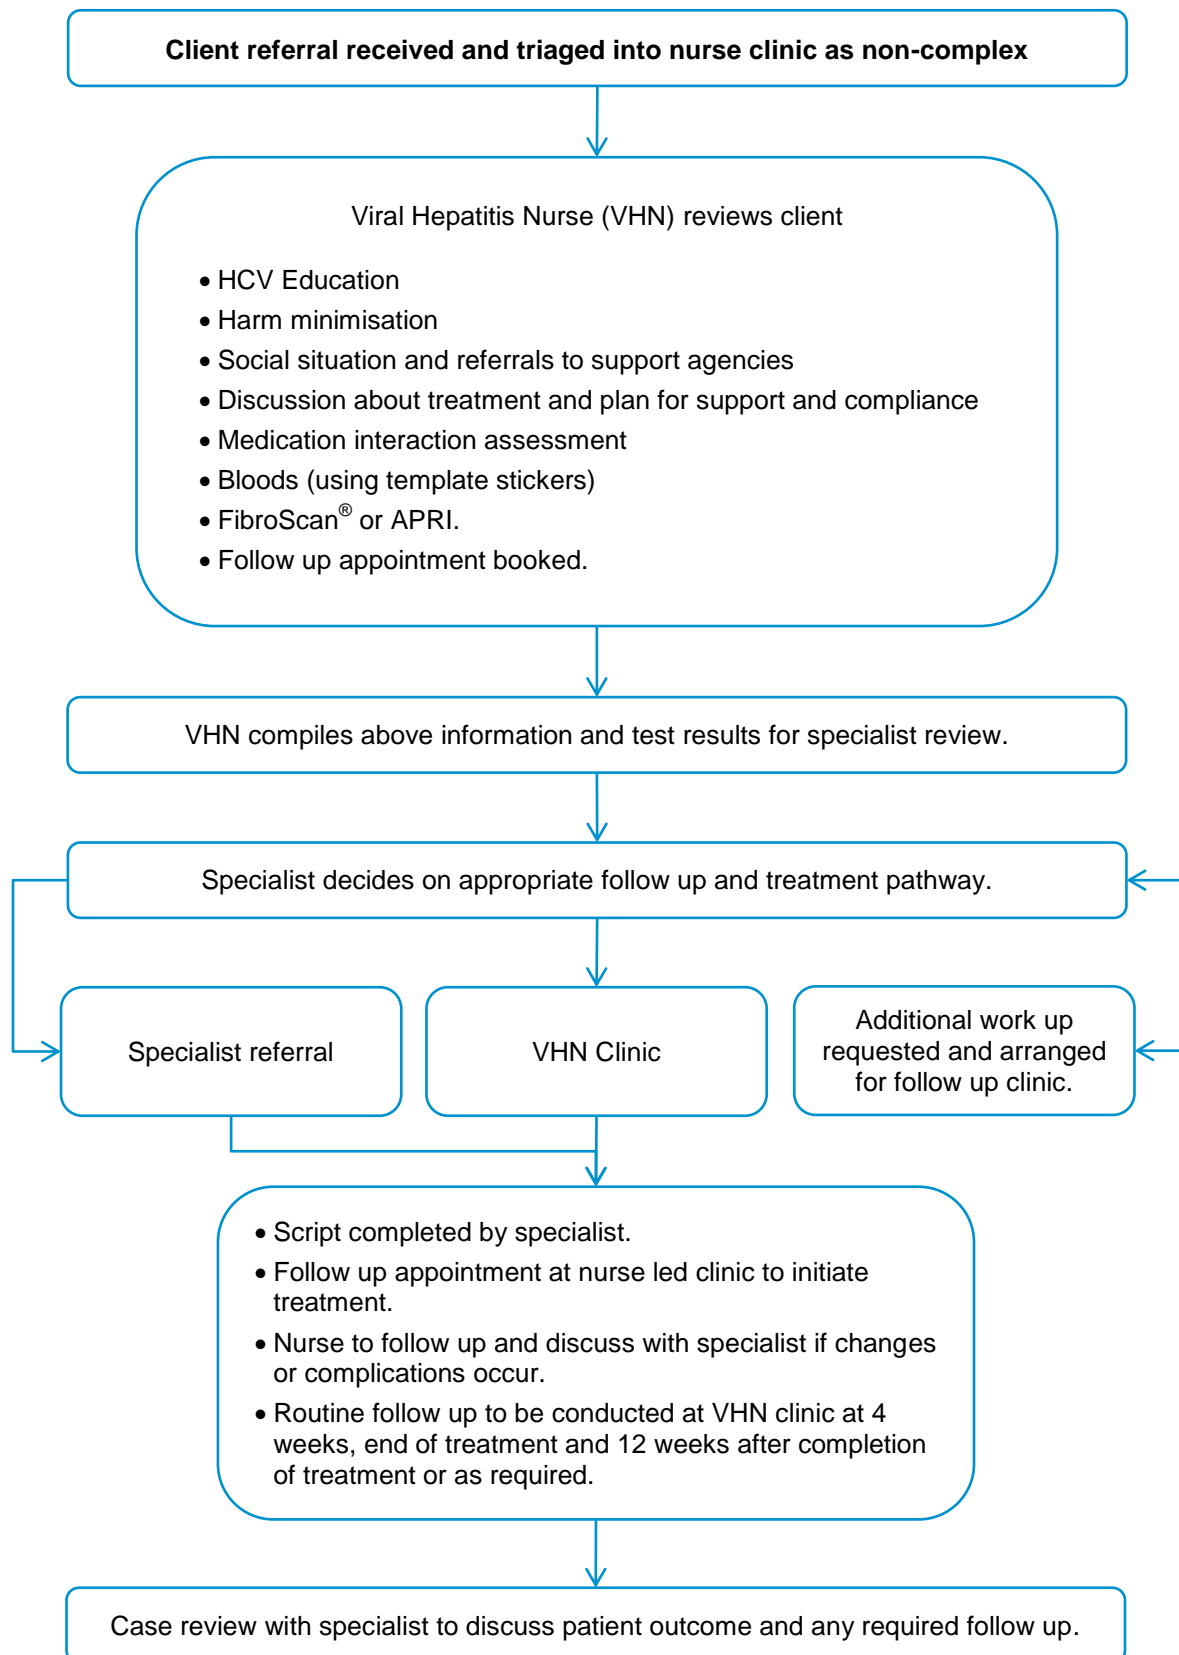 Client referral received and triaged into nurse clinic as non-complex
Viral Hepatitis Nurse (VHN) reviews client
• HCV Education
• Harm minimisation
• Social situation and referrals to support agencies
• Discussion about treatment and plan for support and compliance
• Medication interaction assessment
• Bloods (using template stickers)
• FibroScan® or APRI.
• Follow up appointment booked.
VHN compiles above information and test results for specialist review.
Specialist decides on appropriate follow up and treatment pathway.
Specialist referral
VHN Clinic
Additional work up
requested and arranged
for follow up clinic.
• Script completed by specialist.
• Follow up appointment at nurse led clinic to initiate
treatment.
• Nurse to follow up and discuss with specialist if changes
or complications occur.
• Routine follow up to be conducted at VHN clinic at 4
weeks, end of treatment and 12 weeks after completion
of treatment or as required.
Case review with specialist to discuss patient outcome and any required follow up.